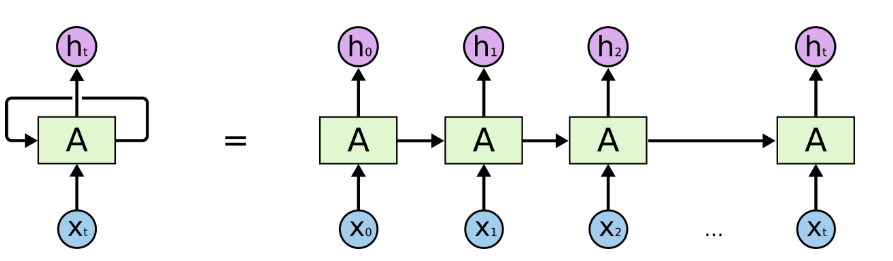 hₜ h₀ h₁ h₂ hₜ
A = A A A A
xₜ x₀ x₁ x₂ ... xₜ